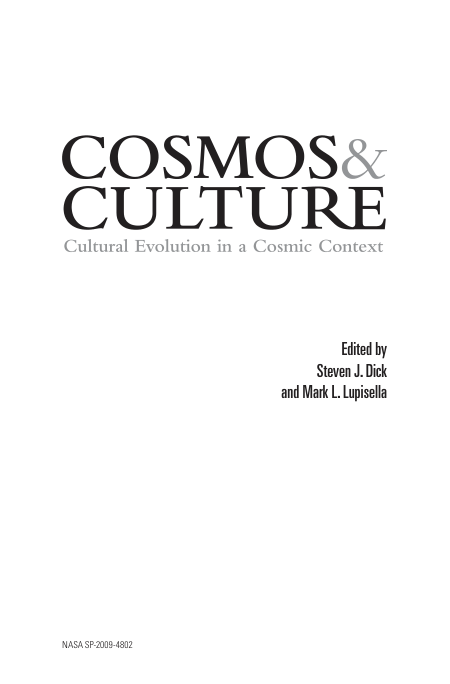 COSMOS&
CULTURE
Cultural Evolution in a Cosmic Context
Edited by
Steven J. Dick
and Mark L. Lupisella
NASA SP-2009-4802